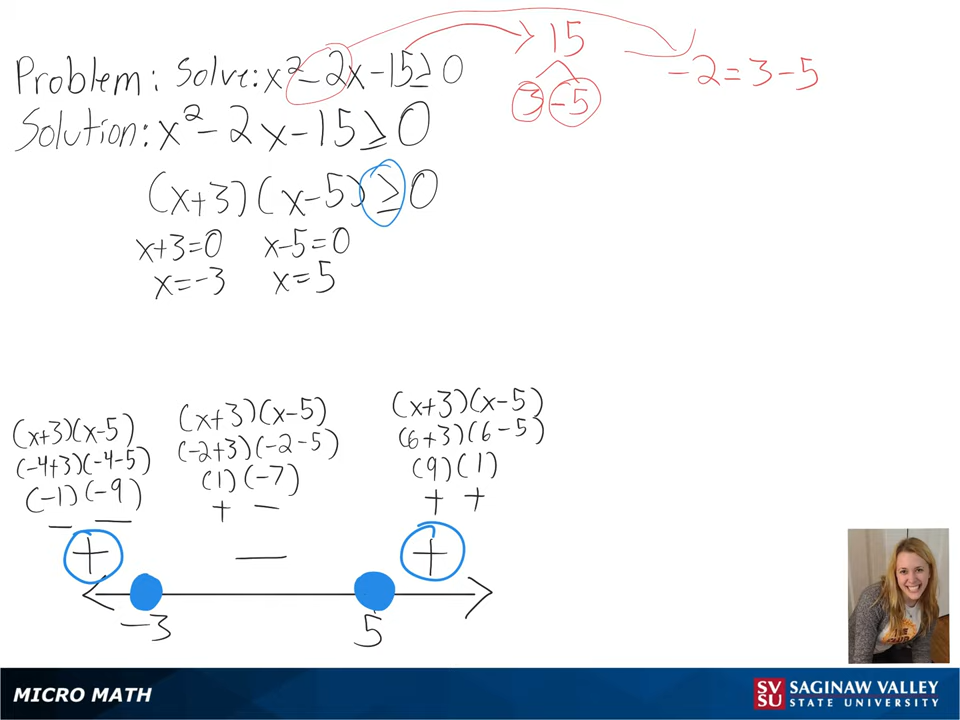 Problem: Solve: x² - 2x - 15 ≥ 0
> 15
3 -5
-2 = 3 - 5
Solution: x² - 2x - 15 ≥ 0
(x+3)(x-5) ≥ 0
x+3=0 x-5=0
x=-3 x=5
(x+3)(x-5)
(-4+3)(-4-5)
(-1)(-9)
- -
+
(x+3)(x-5)
(-2+3)(-2-5)
(1)(-7)
+ -
-
(x+3)(x-5)
(6+3)(6-5)
(9)(1)
+ +
+
-3 5
MICRO MATH
SVSU SAGINAW VALLEY
STATE UNIVERSITY